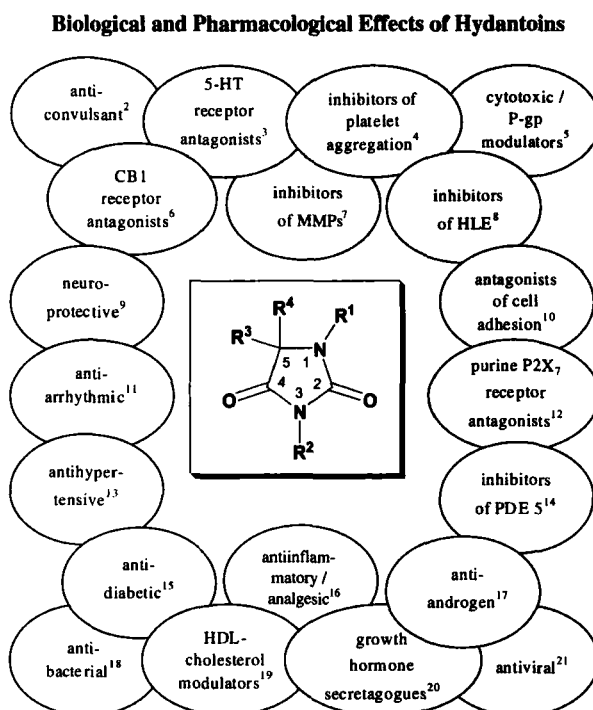 Biological and Pharmacological Effects of Hydantoins
anti-
convulsant²
5-HT
receptor
antagonists³
inhibitors of
platelet
aggregation⁴
cytotoxic /
P-gp
modulators⁵
CB1
receptor
antagonists⁶
inhibitors
of MMPs⁷
inhibitors
of HLE⁸
neuro-
protective⁹
antagonists
of cell
adhesion¹⁰
anti-
arrhythmic¹¹
purine P2X₇
receptor
antagonists¹²
antihyper-
tensive¹³
inhibitors
of PDE 5¹⁴
R⁴
R¹
R³
5
1
N
4
3
2
O
N
O
R²
anti-
diabetic¹⁵
antiinflam-
matory /
analgesic¹⁶
anti-
androgen¹⁷
anti-
bacterial¹⁸
HDL-
cholesterol
modulators¹⁹
growth
hormone
secretagogues²⁰
antiviral²¹